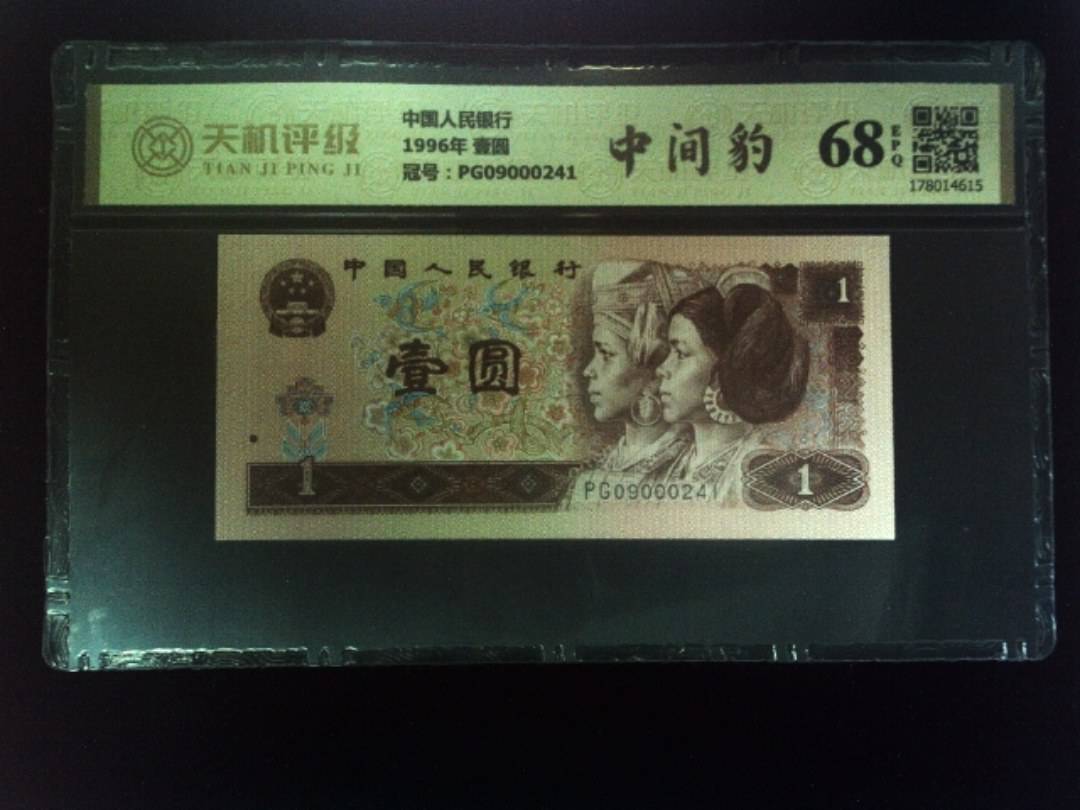 天机评级
TIAN JI PING JI
中国人民银行
1996年 壹圆
冠号：PG09000241
中间豹
68
EPQ
178014615
中国人民银行
1
壹圆
1
PG09000241
1